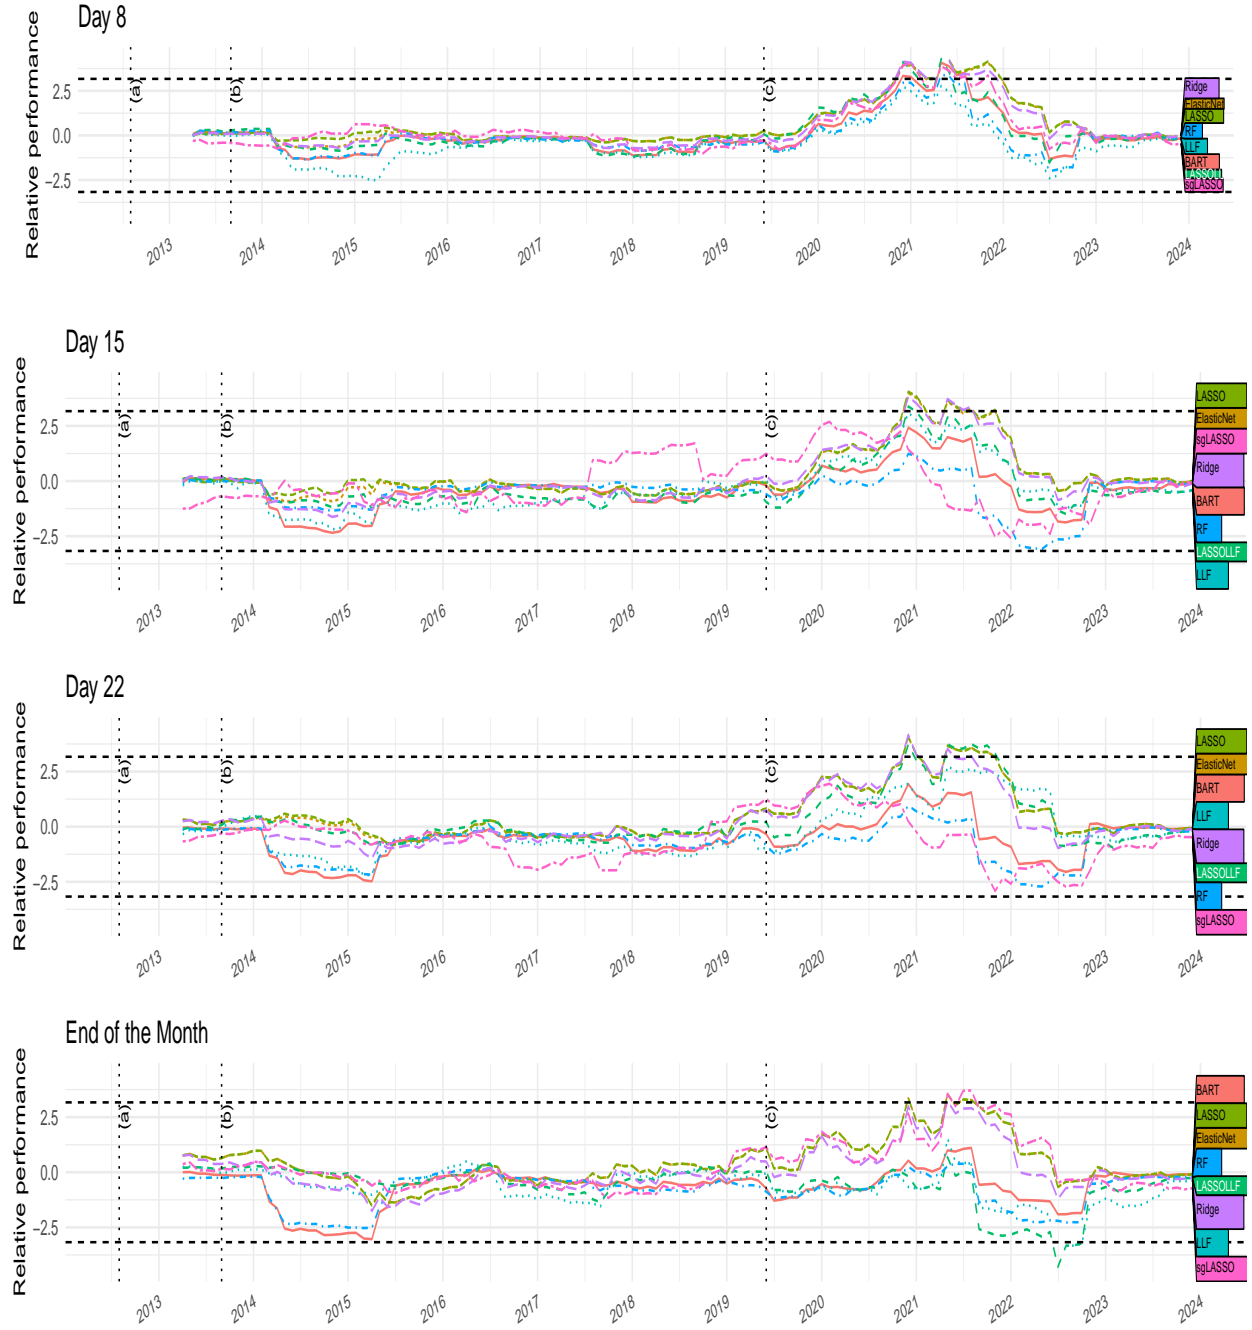 Day 8
Relative performance
2.5
0.0
−2.5
(a)
(b)
(c)
Ridge
ElasticNet
LASSO
RF
LLF
BART
LASSOLLF
sgLASSO
2013 2014 2015 2016 2017 2018 2019 2020 2021 2022 2023 2024
Day 15
Relative performance
2.5
0.0
−2.5
(a)
(b)
(c)
LASSO
ElasticNet
sgLASSO
Ridge
BART
RF
LASSOLLF
LLF
2013 2014 2015 2016 2017 2018 2019 2020 2021 2022 2023 2024
Day 22
Relative performance
2.5
0.0
−2.5
(a)
(b)
(c)
LASSO
ElasticNet
BART
LLF
Ridge
LASSOLLF
RF
sgLASSO
2013 2014 2015 2016 2017 2018 2019 2020 2021 2022 2023 2024
End of the Month
Relative performance
2.5
0.0
−2.5
(a)
(b)
(c)
BART
LASSO
ElasticNet
RF
LASSOLLF
Ridge
LLF
sgLASSO
2013 2014 2015 2016 2017 2018 2019 2020 2021 2022 2023 2024